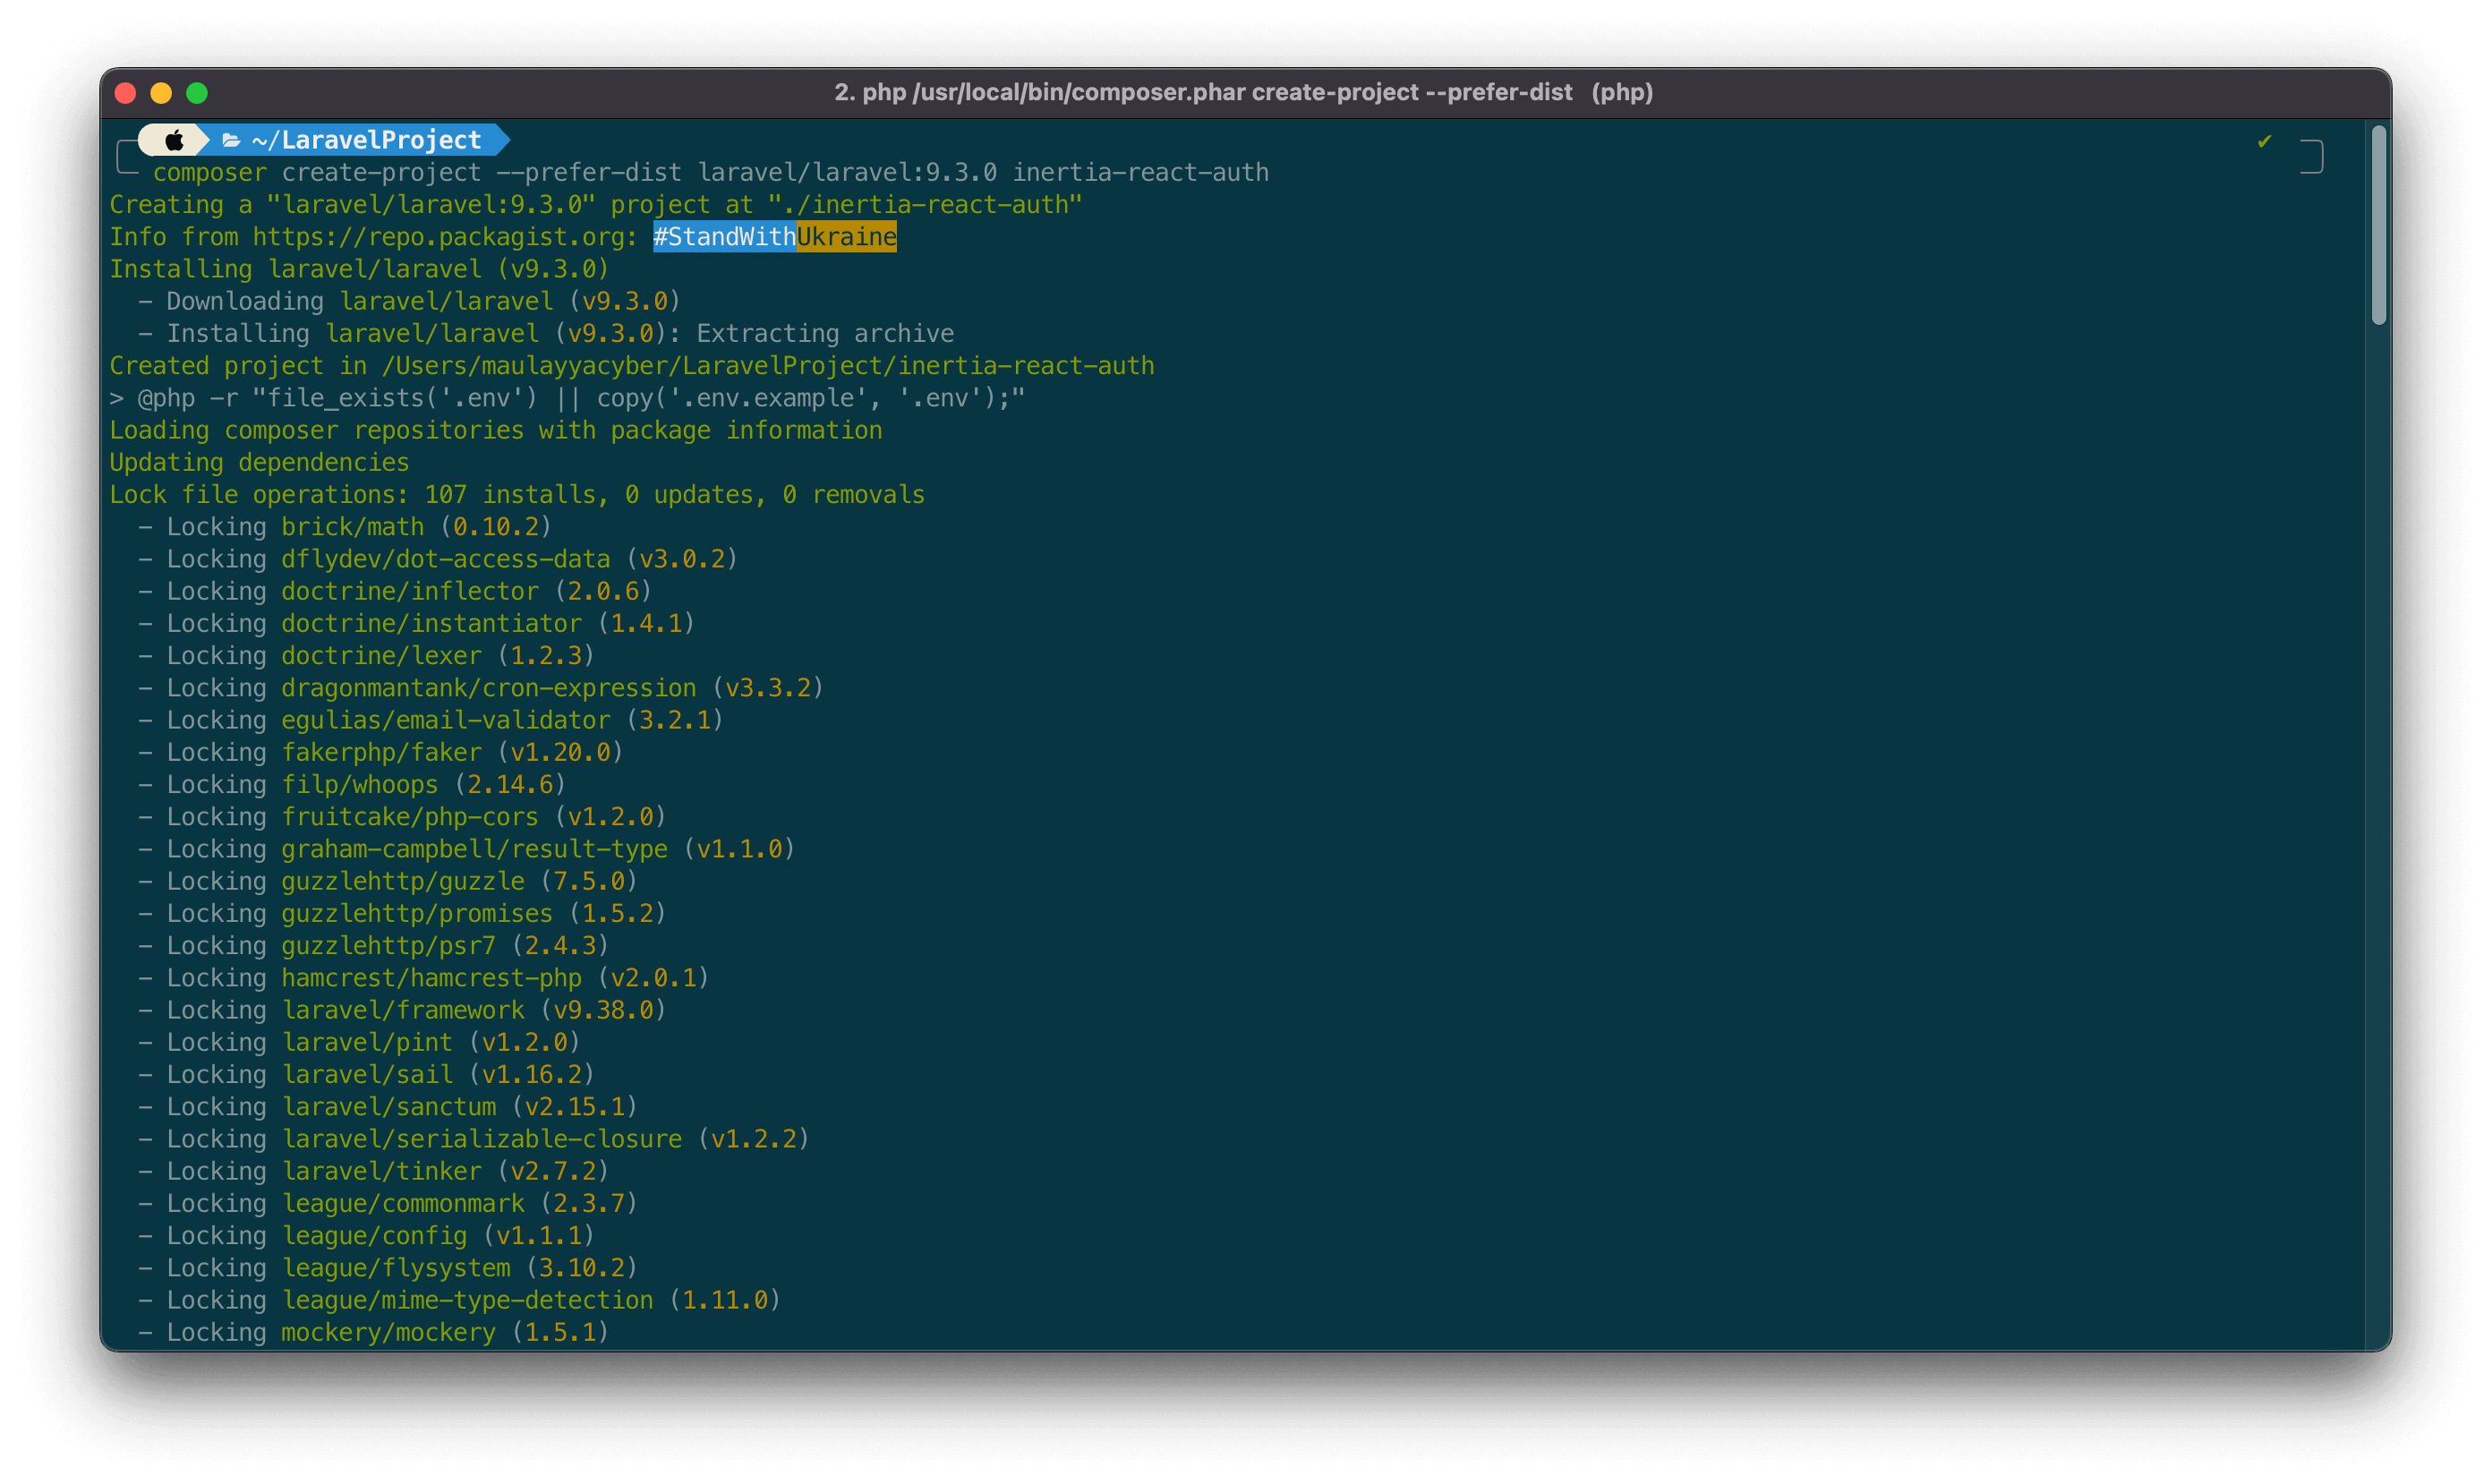 2. php /usr/local/bin/composer.phar create-project --prefer-dist (php)
~/LaravelProject ✔
composer create-project --prefer-dist laravel/laravel:9.3.0 inertia-react-auth
Creating a "laravel/laravel:9.3.0" project at "./inertia-react-auth"
Info from https://repo.packagist.org: #StandWithUkraine
Installing laravel/laravel (v9.3.0)
  - Downloading laravel/laravel (v9.3.0)
  - Installing laravel/laravel (v9.3.0): Extracting archive
Created project in /Users/maulayyacyber/LaravelProject/inertia-react-auth
> @php -r "file_exists('.env') || copy('.env.example', '.env');"
Loading composer repositories with package information
Updating dependencies
Lock file operations: 107 installs, 0 updates, 0 removals
  - Locking brick/math (0.10.2)
  - Locking dflydev/dot-access-data (v3.0.2)
  - Locking doctrine/inflector (2.0.6)
  - Locking doctrine/instantiator (1.4.1)
  - Locking doctrine/lexer (1.2.3)
  - Locking dragonmantank/cron-expression (v3.3.2)
  - Locking egulias/email-validator (3.2.1)
  - Locking fakerphp/faker (v1.20.0)
  - Locking filp/whoops (2.14.6)
  - Locking fruitcake/php-cors (v1.2.0)
  - Locking graham-campbell/result-type (v1.1.0)
  - Locking guzzlehttp/guzzle (7.5.0)
  - Locking guzzlehttp/promises (1.5.2)
  - Locking guzzlehttp/psr7 (2.4.3)
  - Locking hamcrest/hamcrest-php (v2.0.1)
  - Locking laravel/framework (v9.38.0)
  - Locking laravel/pint (v1.2.0)
  - Locking laravel/sail (v1.16.2)
  - Locking laravel/sanctum (v2.15.1)
  - Locking laravel/serializable-closure (v1.2.2)
  - Locking laravel/tinker (v2.7.2)
  - Locking league/commonmark (2.3.7)
  - Locking league/config (v1.1.1)
  - Locking league/flysystem (3.10.2)
  - Locking league/mime-type-detection (1.11.0)
  - Locking mockery/mockery (1.5.1)